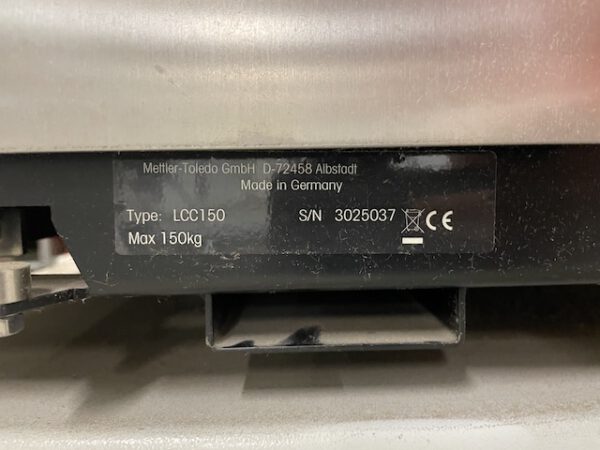 Mettler-Toledo GmbH D-72458 Albstadt
Made in Germany
Type: LCC150 S/N 3025037 CE
Max 150kg